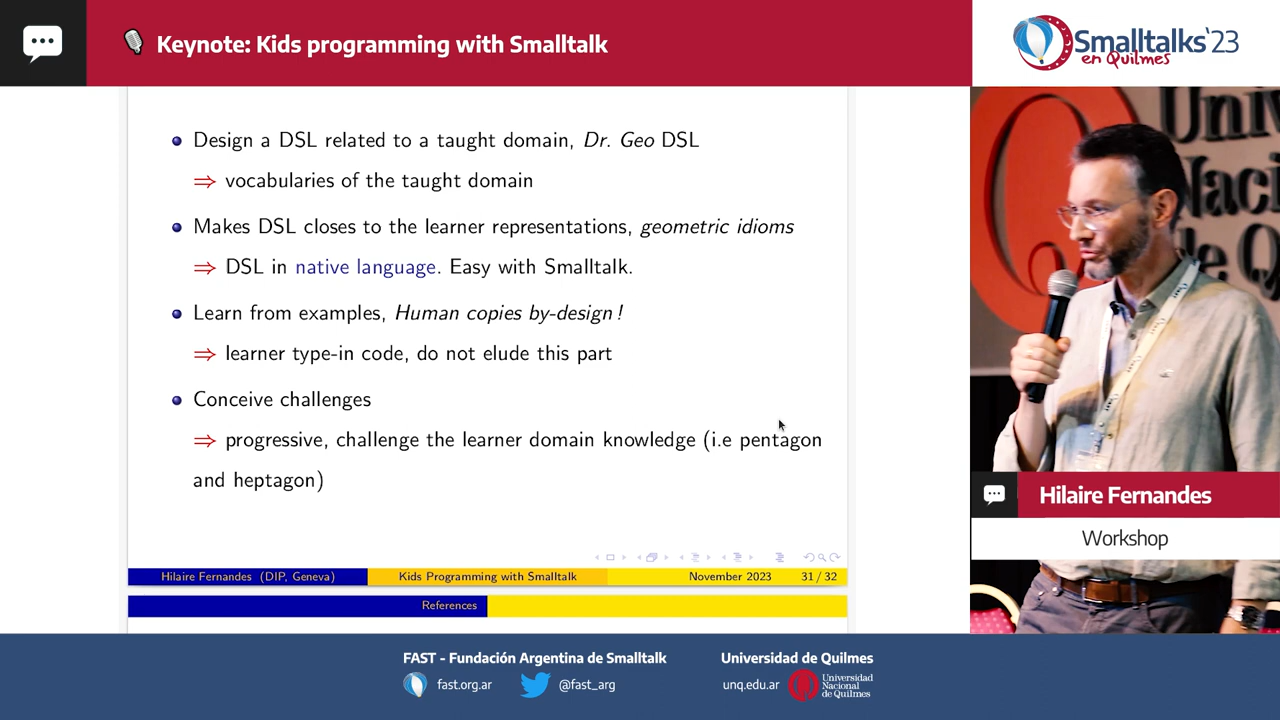 Keynote: Kids programming with Smalltalk
Smalltalks'23
en Quilmes
Design a DSL related to a taught domain, Dr. Geo DSL
⇒ vocabularies of the taught domain
Makes DSL closes to the learner representations, geometric idioms
⇒ DSL in native language. Easy with Smalltalk.
Learn from examples, Human copies by-design !
⇒ learner type-in code, do not elude this part
Conceive challenges
⇒ progressive, challenge the learner domain knowledge (i.e pentagon
and heptagon)
Hilaire Fernandes (DIP, Geneva)
Kids Programming with Smalltalk
November 2023
31 / 32
References
Univ
Naci
de Q
Hilaire Fernandes
Workshop
FAST - Fundación Argentina de Smalltalk
fast.org.ar
@fast_arg
Universidad de Quilmes
unq.edu.ar
Universidad
Nacional
de Quilmes